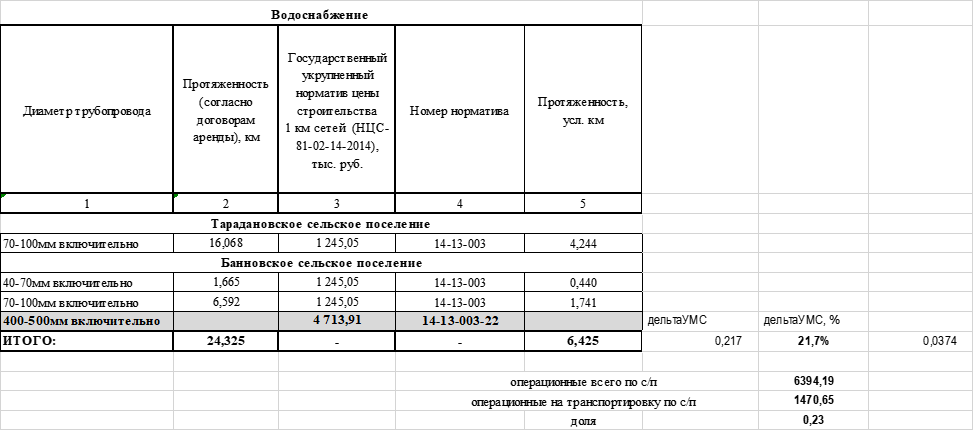 Водоснабжение
Диаметр трубопровода
Протяженность
(согласно
договорам
аренды), км
Государственный
укрупненный
норматив цены
строительства
1 км сетей (НЦС-
81-02-14-2014),
тыс. руб.
Номер норматива
Протяженность,
усл. км
1 2 3 4 5
Тарадановское сельское поселение
70-100мм включительно 16,068 1 245,05 14-13-003 4,244
Банновское сельское поселение
40-70мм включительно 1,665 1 245,05 14-13-003 0,440
70-100мм включительно 6,592 1 245,05 14-13-003 1,741
400-500мм включительно 4 713,91 14-13-003-22 дельтаУМС дельтаУМС, %
ИТОГО: 24,325 - - 6,425 0,217 21,7% 0,0374
операционные всего по с/п 6394,19
операционные на транспортировку по с/п 1470,65
доля 0,23